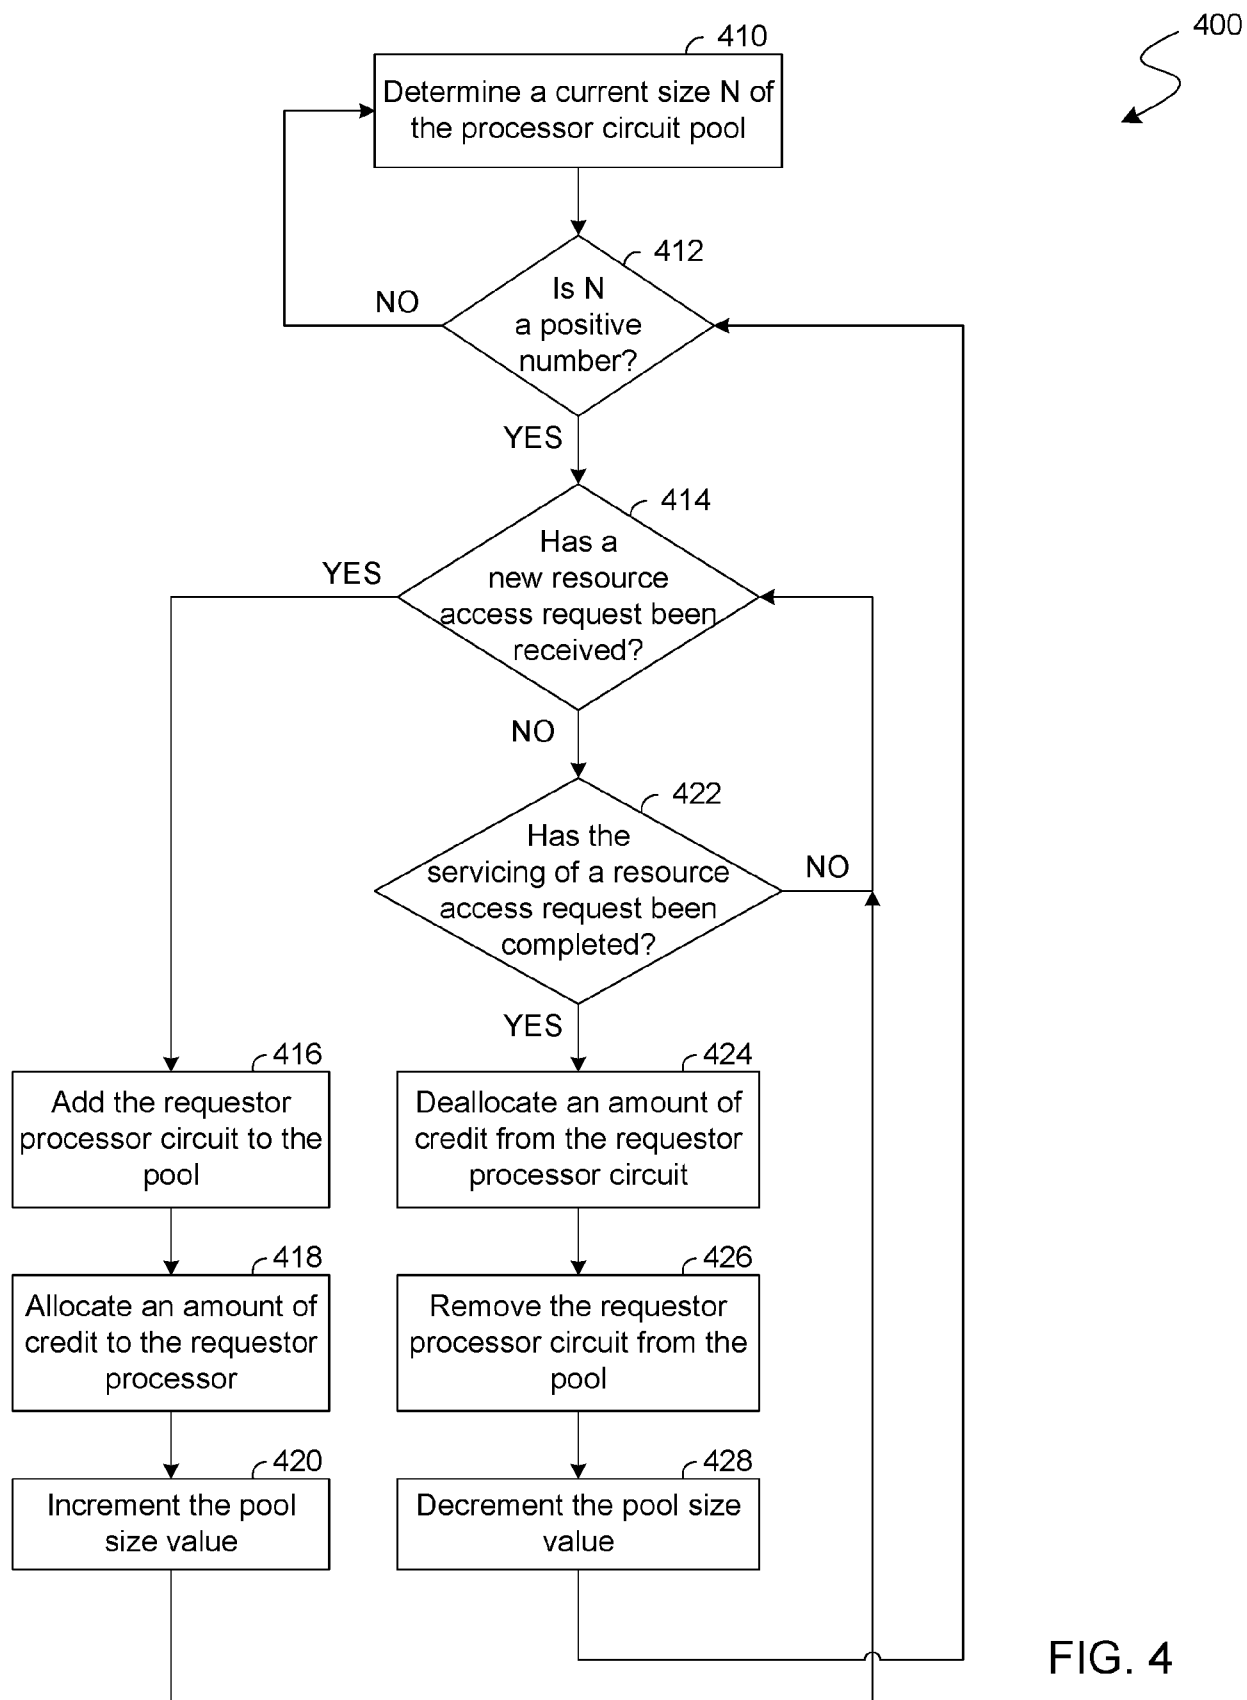 400
410
Determine a current size N of
the processor circuit pool
412
Is N
a positive
number?
NO
YES
414
Has a
new resource
access request been
received?
YES
NO
422
Has the
servicing of a resource
access request been
completed?
NO
YES
416
Add the requestor
processor circuit to the
pool
424
Deallocate an amount of
credit from the requestor
processor circuit
418
Allocate an amount of
credit to the requestor
processor
426
Remove the requestor
processor circuit from the
pool
420
Increment the pool
size value
428
Decrement the pool size
value
FIG. 4